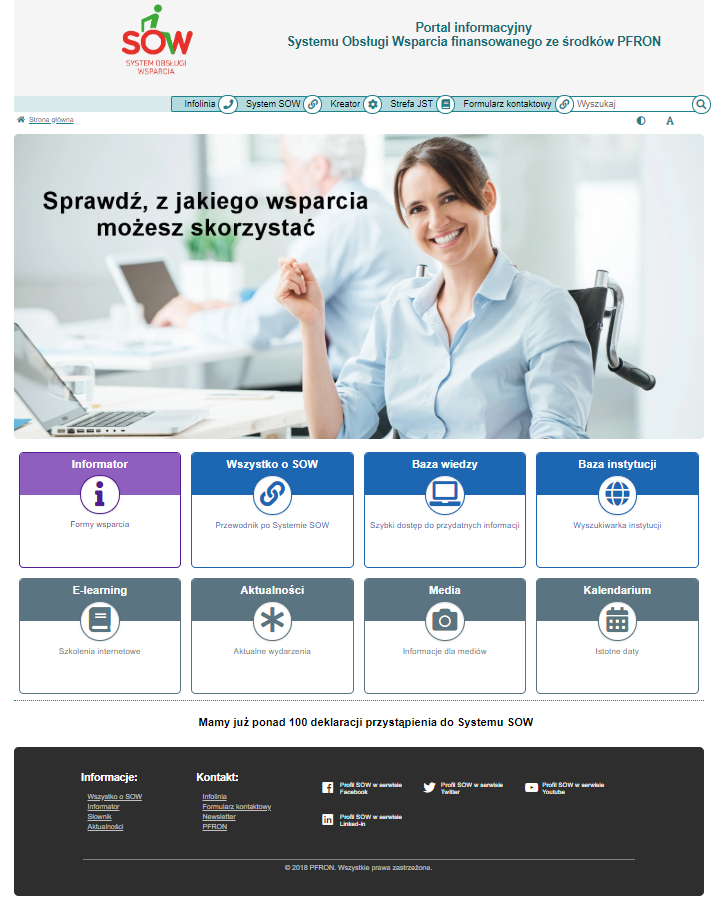 SOW
SYSTEM OBSŁUGI
WSPARCIA
Portal informacyjny
Systemu Obsługi Wsparcia finansowanego ze środków PFRON
Infolinia
System SOW
Kreator
Strefa JST
Formularz kontaktowy
Wyszukaj
Strona główna
A
Sprawdź, z jakiego wsparcia
możesz skorzystać
Informator
Formy wsparcia
Wszystko o SOW
Przewodnik po Systemie SOW
Baza wiedzy
Szybki dostęp do przydatnych informacji
Baza instytucji
Wyszukiwarka instytucji
E-learning
Szkolenia internetowe
Aktualności
Aktualne wydarzenia
Media
Informacje dla mediów
Kalendarium
Istotne daty
Mamy już ponad 100 deklaracji przystąpienia do Systemu SOW
Informacje:
Wszystko o SOW
Informator
Słownik
Aktualności
Kontakt:
Infolinia
Formularz kontaktowy
Newsletter
PFRON
Profil SOW w serwisie
Facebook
Profil SOW w serwisie
Twitter
Profil SOW w serwisie
Youtube
Profil SOW w serwisie
Linked-in
© 2018 PFRON. Wszystkie prawa zastrzeżone.